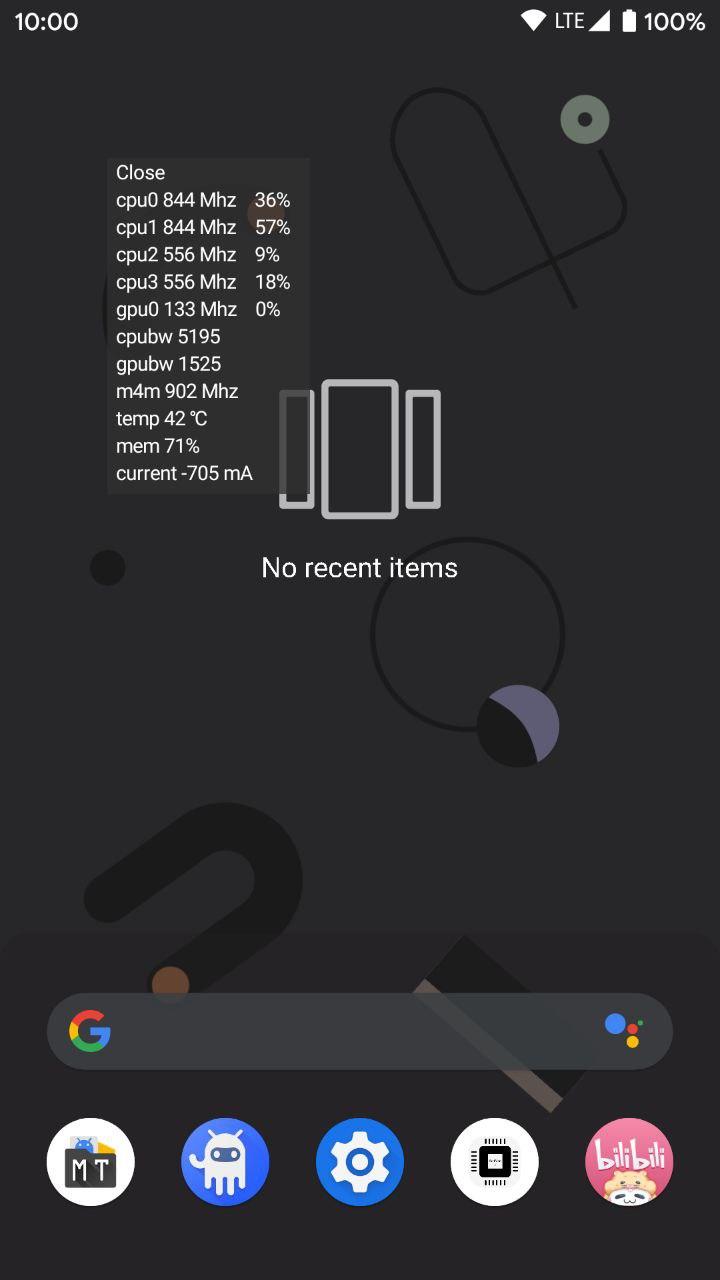 10:00 LTE 100%
Close
cpu0 844 Mhz 36%
cpu1 844 Mhz 57%
cpu2 556 Mhz 9%
cpu3 556 Mhz 18%
gpu0 133 Mhz 0%
cpubw 5195
gpubw 1525
m4m 902 Mhz
temp 42 °C
mem 71%
current -705 mA
No recent items
MT
bilibili